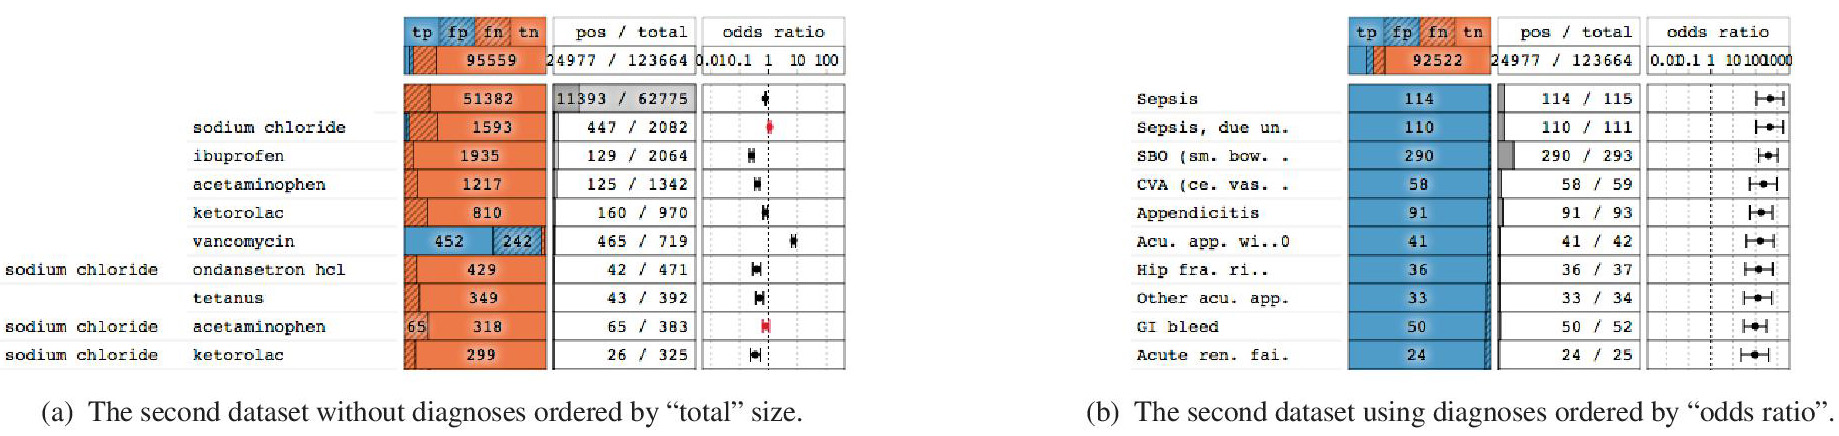 tp fp fn tn pos / total odds ratio
95559 24977 / 123664 0.01 0.1 1 10 100
51382 11393 / 62775
sodium chloride 1593 447 / 2082
ibuprofen 1935 129 / 2064
acetaminophen 1217 125 / 1342
ketorolac 810 160 / 970
vancomycin 452 242 465 / 719
sodium chloride ondansetron hcl 429 42 / 471
tetanus 349 43 / 392
sodium chloride acetaminophen 65 318 65 / 383
sodium chloride ketorolac 299 26 / 325
(a) The second dataset without diagnoses ordered by “total” size.
tp fp fn tn pos / total odds ratio
92522 24977 / 123664 0.01 0.1 1 10 100 1000
Sepsis 114 114 / 115
Sepsis, due un. 110 110 / 111
SBO (sm. bow. . 290 290 / 293
CVA (ce. vas. . 58 58 / 59
Appendicitis 91 91 / 93
Acu. app. wi..0 41 41 / 42
Hip fra. ri.. 36 36 / 37
Other acu. app. 33 33 / 34
GI bleed 50 50 / 52
Acute ren. fai. 24 24 / 25
(b) The second dataset using diagnoses ordered by “odds ratio”.